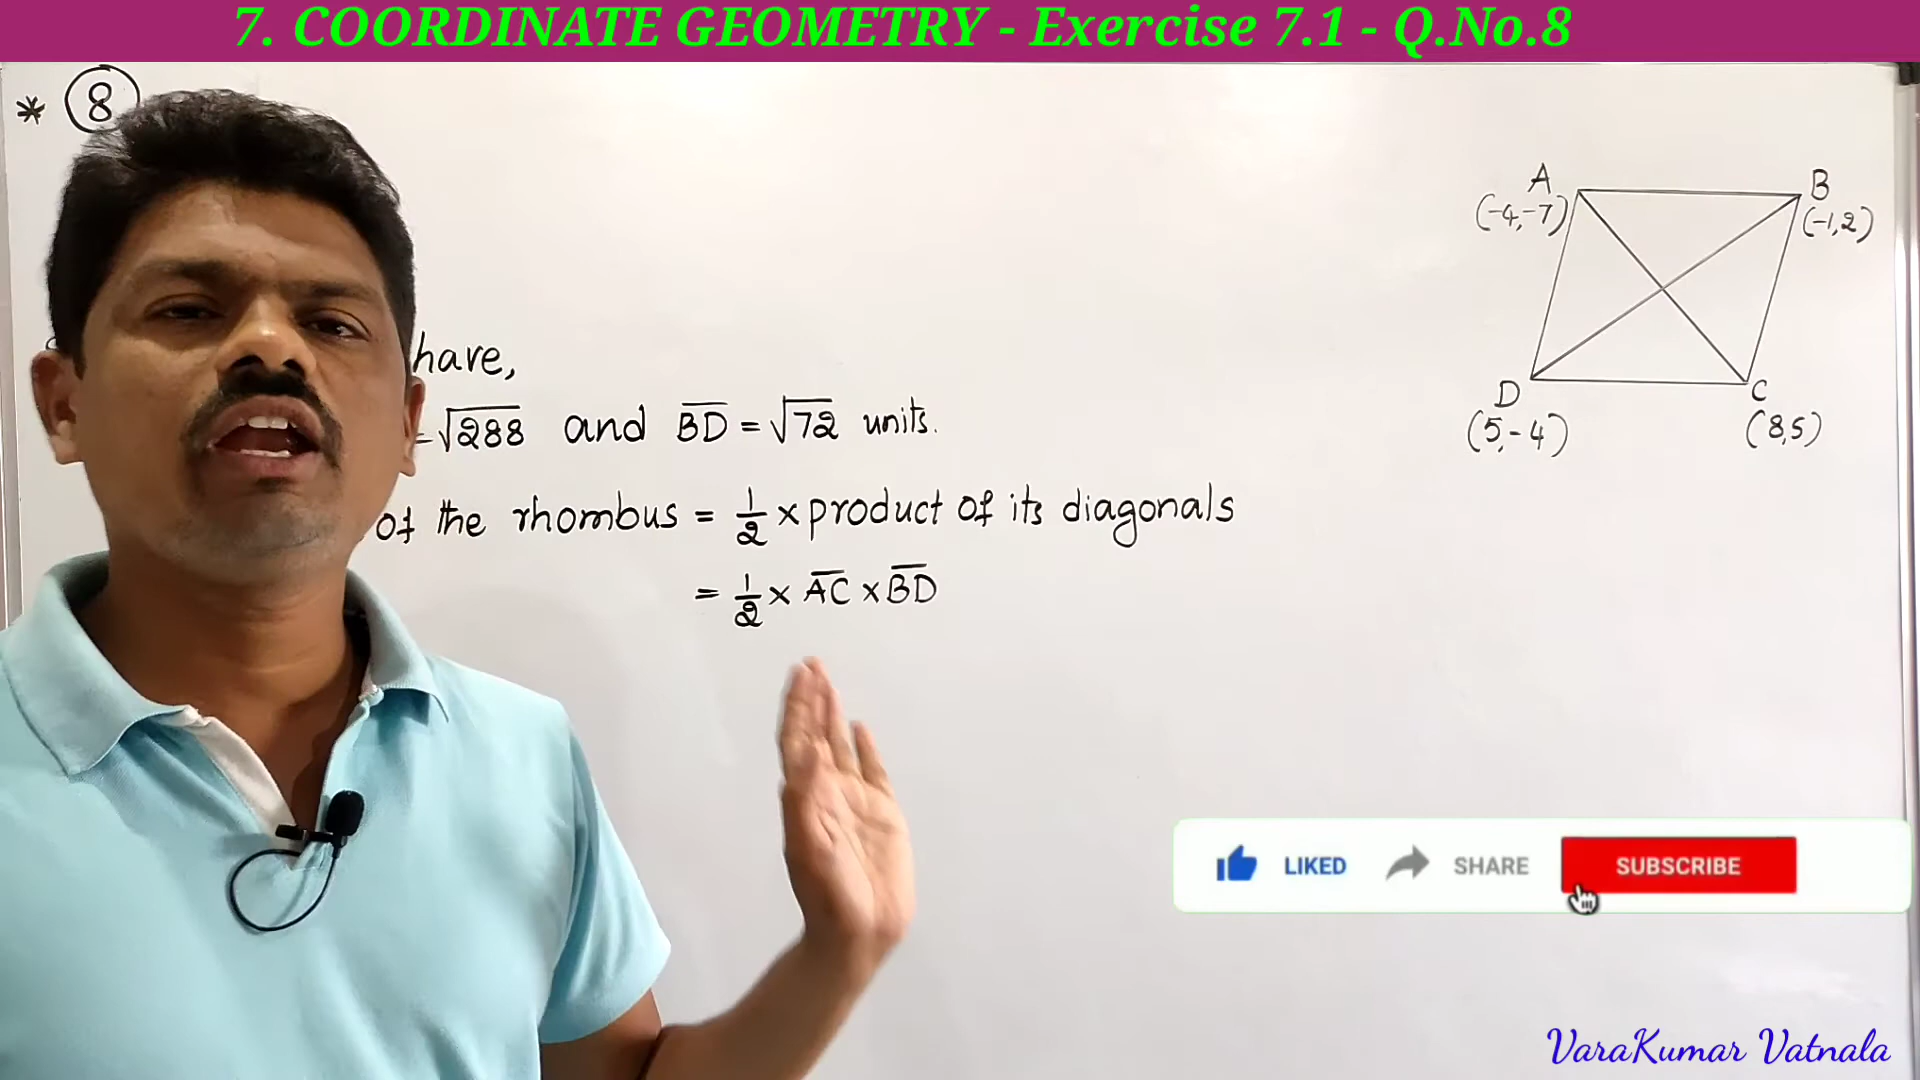 7. COORDINATE GEOMETRY - Exercise 7.1 - Q.No.8
* 8
A
B
(-4,-7)
(-1,2)
have,
D
C
(5,-4)
(8,5)
=√288 and BD = √72 units.
of the rhombus = 1/2 × product of its diagonals
= 1/2 × AC × BD
LIKED SHARE SUBSCRIBE
VaraKumar Vatnala